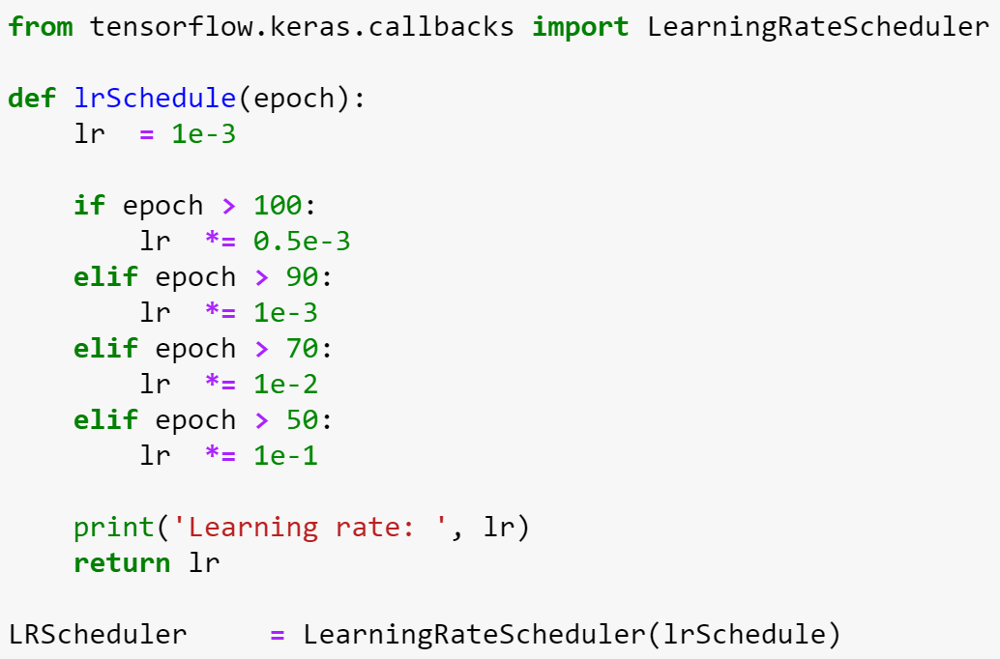 from tensorflow.keras.callbacks import LearningRateScheduler
def lrSchedule(epoch):
    lr  = 1e-3
    if epoch > 100:
        lr  *= 0.5e-3
    elif epoch > 90:
        lr  *= 1e-3
    elif epoch > 70:
        lr  *= 1e-2
    elif epoch > 50:
        lr  *= 1e-1
    print('Learning rate: ', lr)
    return lr
LRScheduler     = LearningRateScheduler(lrSchedule)